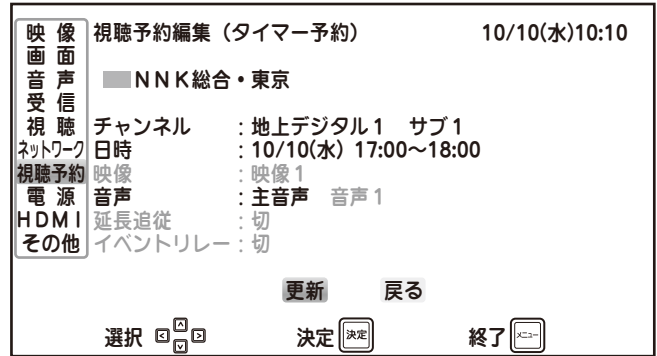 視聴予約編集（タイマー予約） 10/10(水)10:10
映 像
画 面
音 声
受 信
視 聴
ネットワーク
視聴予約
電 源
ＨＤＭＩ
その他
ＮＮＫ総合・東京
チャンネル ：地上デジタル１ サブ１
日時 ：10/10(水) 17:00～18:00
映像 ：映像１
音声 ：主音声 音声１
延長追従 ：切
イベントリレー：切
更新 戻る
選択 決定 決定 終了 メニュー